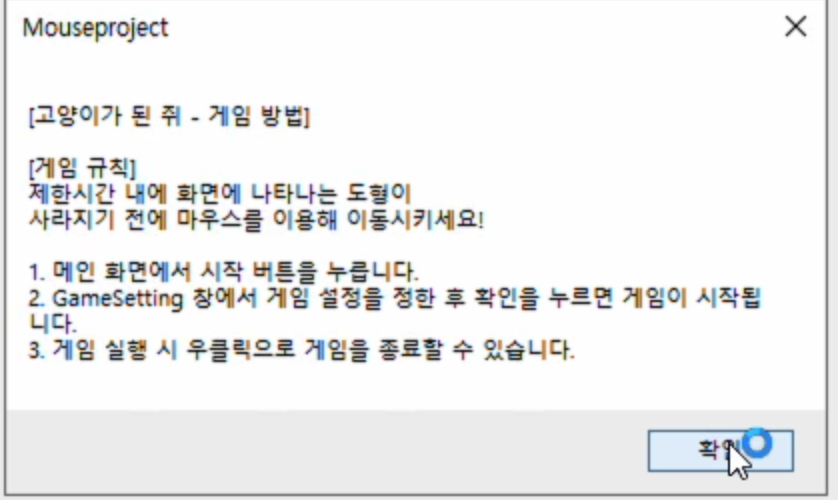 Mouseproject
[고양이가 된 쥐 - 게임 방법]
[게임 규칙]
제한시간 내에 화면에 나타나는 도형이
사라지기 전에 마우스를 이용해 이동시키세요!
1. 메인 화면에서 시작 버튼을 누릅니다.
2. GameSetting 창에서 게임 설정을 정한 후 확인을 누르면 게임이 시작됩
니다.
3. 게임 실행 시 우클릭으로 게임을 종료할 수 있습니다.
확인